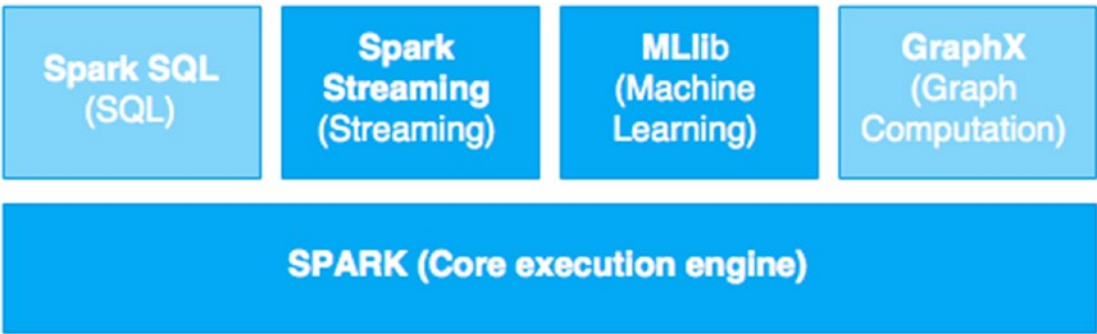 Spark SQL
(SQL)
Spark
Streaming
(Streaming)
MLlib
(Machine
Learning)
GraphX
(Graph
Computation)
SPARK (Core execution engine)